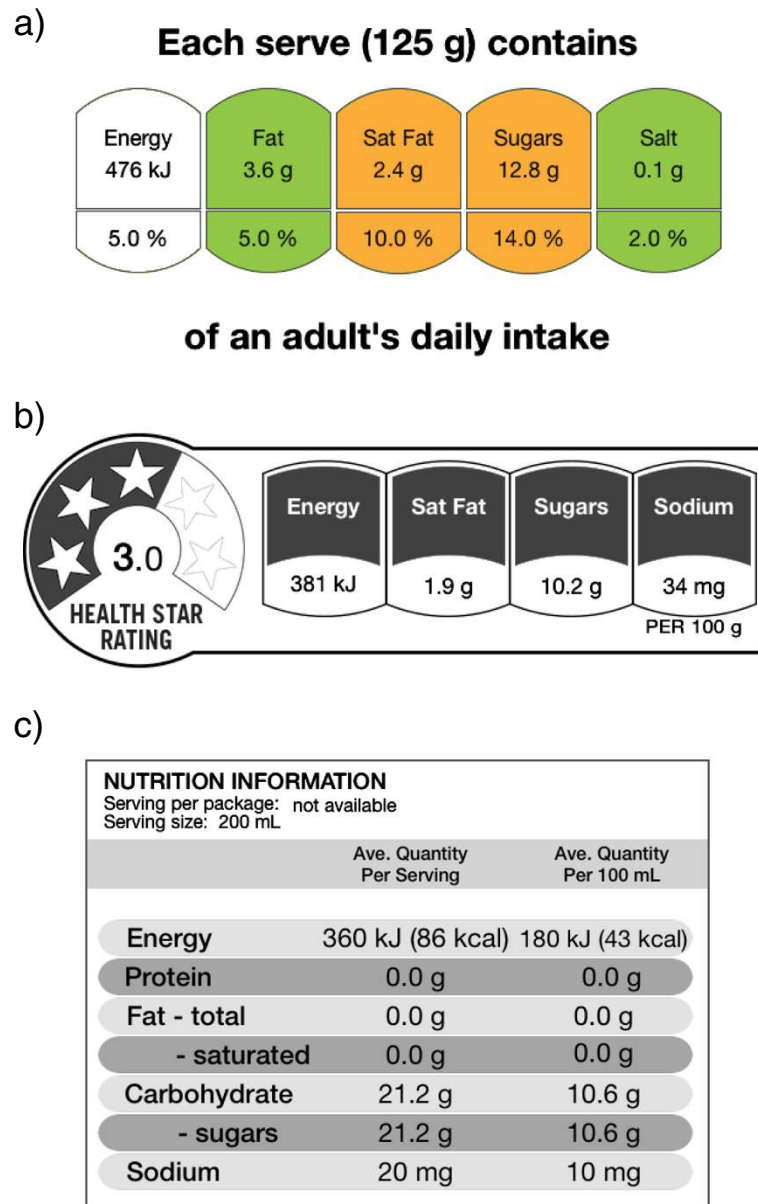 a)
Each serve (125 g) contains
Energy Fat Sat Fat Sugars Salt
476 kJ 3.6 g 2.4 g 12.8 g 0.1 g
5.0 % 5.0 % 10.0 % 14.0 % 2.0 %
of an adult's daily intake
b)
3.0
HEALTH STAR
RATING
Energy Sat Fat Sugars Sodium
381 kJ 1.9 g 10.2 g 34 mg
PER 100 g
c)
NUTRITION INFORMATION
Serving per package: not available
Serving size: 200 mL
Ave. Quantity Ave. Quantity
Per Serving Per 100 mL
Energy 360 kJ (86 kcal) 180 kJ (43 kcal)
Protein 0.0 g 0.0 g
Fat - total 0.0 g 0.0 g
- saturated 0.0 g 0.0 g
Carbohydrate 21.2 g 10.6 g
- sugars 21.2 g 10.6 g
Sodium 20 mg 10 mg